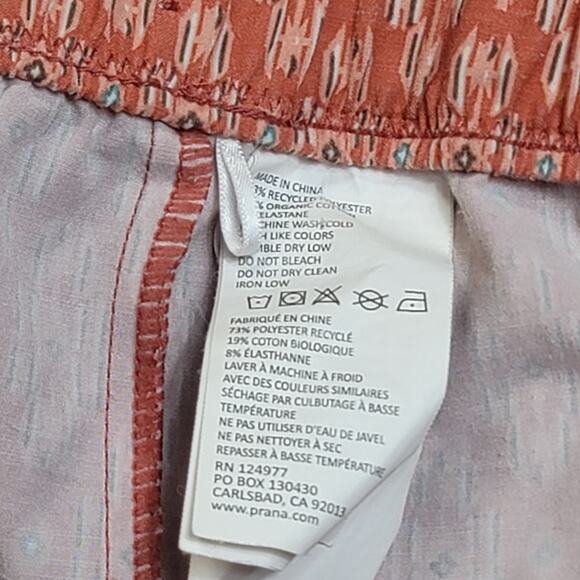 MADE IN CHINA
3% RECYCLED POLYESTER
% ORGANIC COTTON
ELASTANE
CHINE WASH COLD
H LIKE COLORS
MBLE DRY LOW
DO NOT BLEACH
DO NOT DRY CLEAN
IRON LOW
FABRIQUÉ EN CHINE
73% POLYESTER RECYCLÉ
19% COTON BIOLOGIQUE
8% ÉLASTHANNE
LAVER À MACHINE À FROID
AVEC DES COULEURS SIMILAIRES
SÉCHAGE PAR CULBUTAGE À BASSE
TEMPÉRATURE
NE PAS UTILISER D'EAU DE JAVEL
NE PAS NETTOYER À SEC
REPASSER À BASSE TEMPÉRATURE
RN 124977
PO BOX 130430
CARLSBAD, CA 92013
www.prana.com